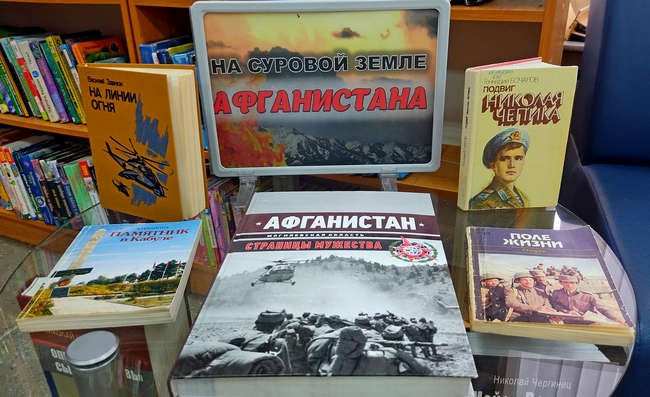 НА СУРОВОЙ ЗЕМЛЕ
АФГАНИСТАНА
Василий Зданюк
НА ЛИНИИ
ОГНЯ
Геннадий БОЧАРОВ
ПОДВИГ
НИКОЛАЯ
ЧЕПИКА
ПАМЯТНИК
в Кабуле
АФГАНИСТАН
МОГИЛЕВСКАЯ ОБЛАСТЬ
СТРАНИЦЫ МУЖЕСТВА
ПОЛЕ
ЖИЗНИ
Николай Чергинец